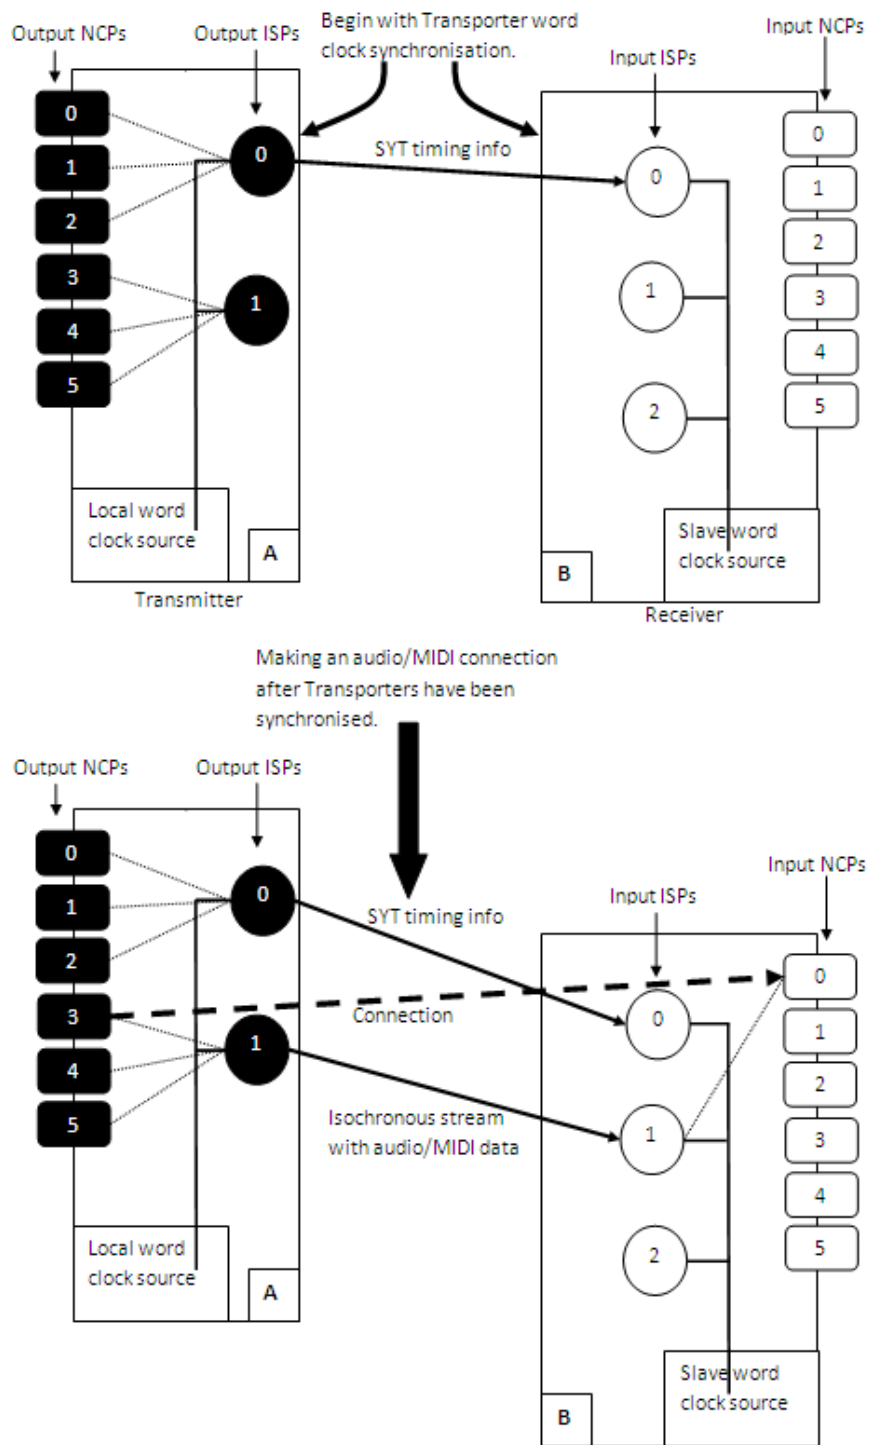 Output NCPs
Output ISPs
Begin with Transporter word
clock synchronisation.
Input ISPs
Input NCPs
0
1
2
3
4
5
0
1
SYT timing info
0
1
2
0
1
2
3
4
5
Local word
clock source
A
Transmitter
Slave word
clock source
B
Receiver
Making an audio/MIDI connection
after Transporters have been
synchronised.
Output NCPs
Output ISPs
Input ISPs
Input NCPs
0
1
2
3
4
5
0
1
SYT timing info
Connection
Isochronous stream
with audio/MIDI data
0
1
2
0
1
2
3
4
5
Local word
clock source
A
Slave word
clock source
B